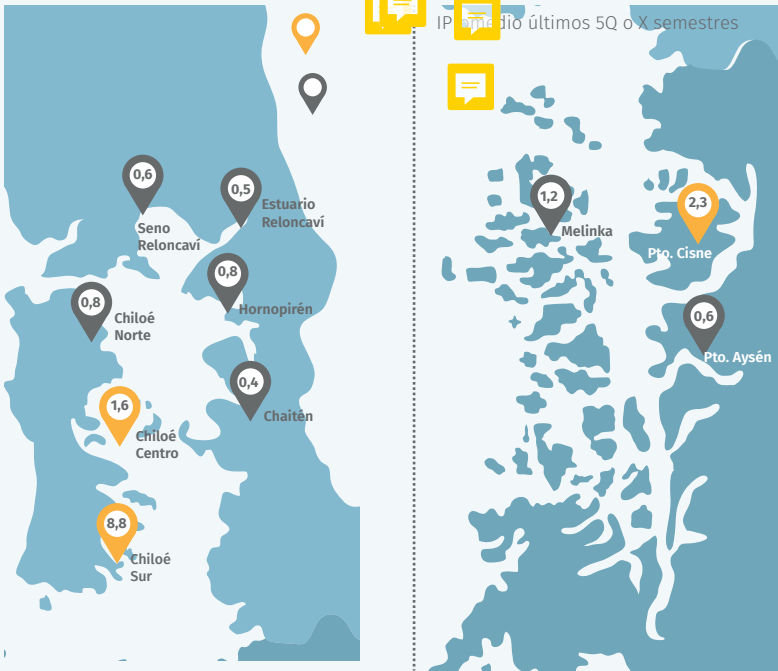 0,6
Seno
Reloncaví
0,5
Estuario
Reloncaví
0,8
Hornopirén
0,8
Chiloé
Norte
0,4
Chaitén
1,6
Chiloé
Centro
8,8
Chiloé
Sur
últimos 5Q o X semestres
1,2
Melinka
2,3
Pto. Cisne
0,6
Pto. Aysén